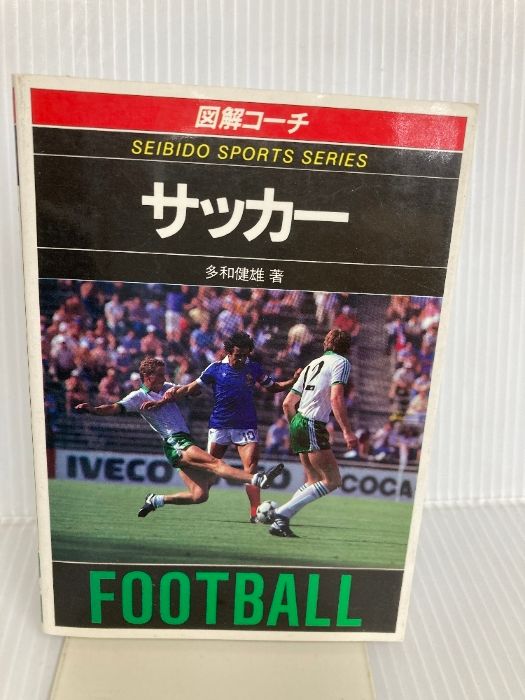 図解コーチ
SEIBIDO SPORTS SERIES
サッカー
多和健雄 著
12
IVECO
COCA
FOOTBALL